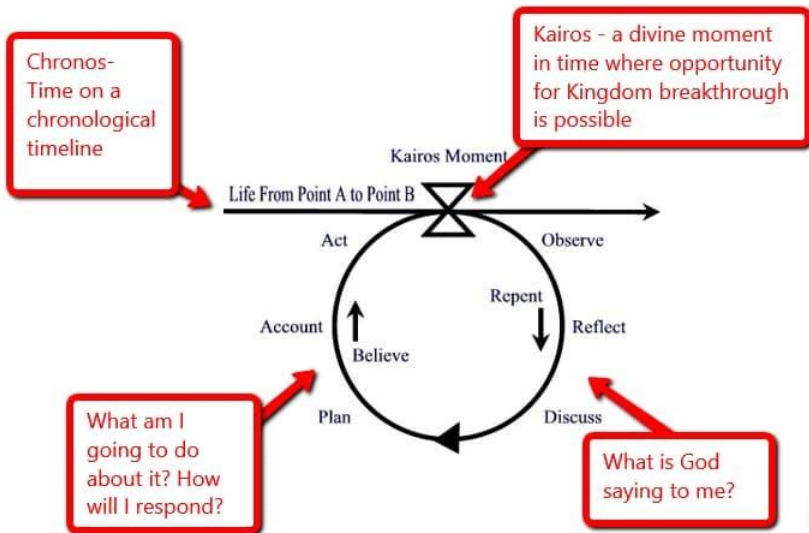 Chronos-
Time on a
chronological
timeline
Kairos - a divine moment
in time where opportunity
for Kingdom breakthrough
is possible
Kairos Moment
Life From Point A to Point B
Act
Observe
Repent
Account
Reflect
Believe
Plan
Discuss
What am I
going to do
about it? How
will I respond?
What is God
saying to me?